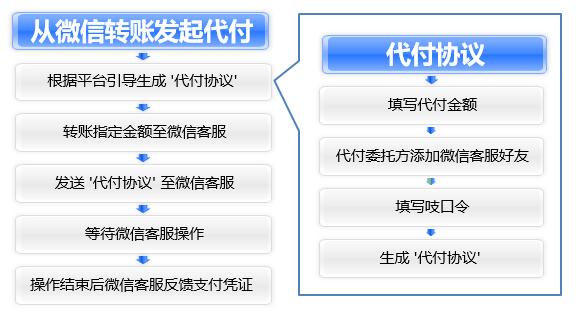 从微信转账发起代付
根据平台引导生成 '代付协议'
转账指定金额至微信客服
发送 '代付协议' 至微信客服
等待微信客服操作
操作结束后微信客服反馈支付凭证
代付协议
填写代付金额
代付委托方添加微信客服好友
填写吱口令
生成 '代付协议'